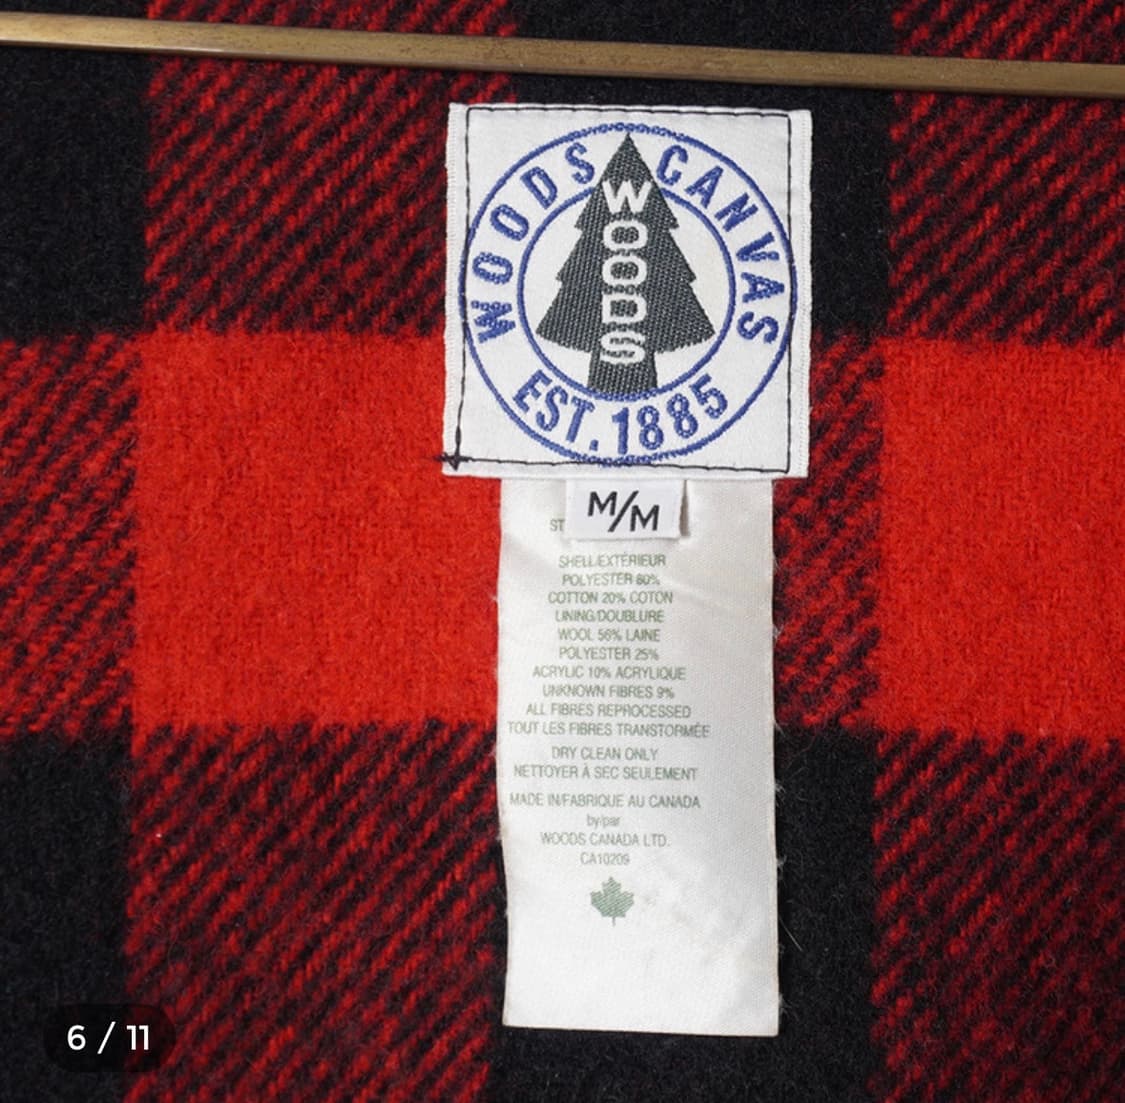 WOODS CANVAS
WOODS
EST. 1885
M/M
ST
SHELL/EXTÉRIEUR
POLYESTER 80%
COTTON 20% COTON
LINING/DOUBLURE
WOOL 56% LAINE
POLYESTER 25%
ACRYLIC 10% ACRYLIQUE
UNKNOWN FIBRES 9%
ALL FIBRES REPROCESSED
TOUT LES FIBRES TRANSTORMÉE
DRY CLEAN ONLY
NETTOYER À SEC SEULEMENT
MADE IN/FABRIQUE AU CANADA
by/par
WOODS CANADA LTD.
CA10209
6 / 11